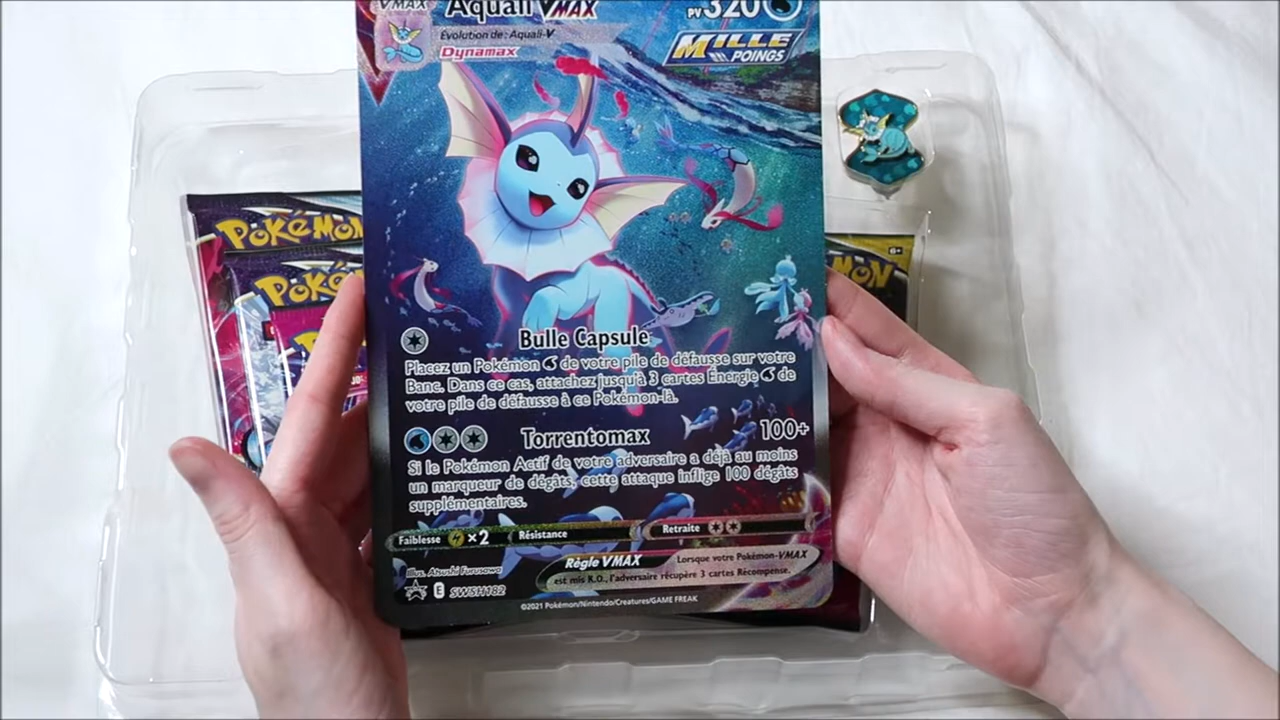 VMAX
Aquali VMAX
PV 320
Évolution de : Aquali-V
Dynamax
MILLE
POINGS
POKéMON
POKé
MON
6+
Bulle Capsule
Placez un Pokémon de votre pile de défausse sur votre
Banc. Dans ce cas, attachez jusqu'à 3 cartes Énergie de
votre pile de défausse à ce Pokémon-là.
Torrentomax 100+
Si le Pokémon Actif de votre adversaire a déjà au moins
un marqueur de dégâts, cette attaque inflige 100 dégâts
supplémentaires.
Faiblesse ×2 Résistance Retraite
Règle VMAX Lorsque votre Pokémon-VMAX
est mis K.O., l'adversaire récupère 3 cartes Récompense.
Illus. Atsushi Furusawa
E SWSH182
©2021 Pokémon/Nintendo/Creatures/GAME FREAK